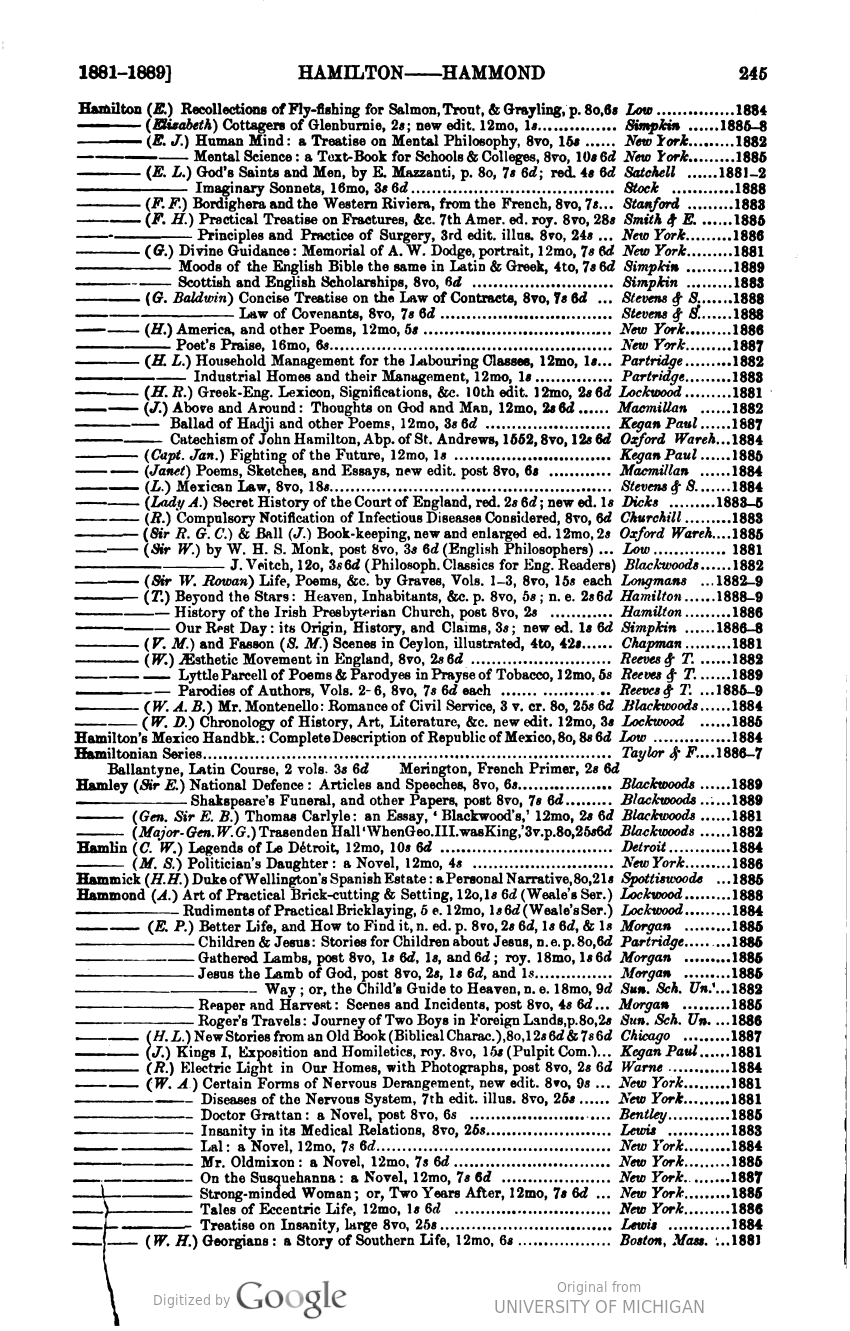 1881–1889] HAMILTON——HAMMOND 245
Hamilton (E.) Recollections of Fly-fishing for Salmon, Trout, & Grayling, p. 8o, 6s Low ...............1884
——— (Elizabeth) Cottagers of Glenburnie, 2s; new edit. 12mo, 1s............... Simpkin ......1885–8
——— (E. J.) Human Mind: a Treatise on Mental Philosophy, 8vo, 15s ...... New York.........1882
————— Mental Science: a Text-Book for Schools & Colleges, 8vo, 10s 6d New York.........1885
——— (E. L.) God's Saints and Men, by E. Mazzanti, p. 8o, 7s 6d; red. 4s 6d Satchell ......1881–2
————— Imaginary Sonnets, 16mo, 3s 6d....................................... Stock ............1888
——— (F. F.) Bordighera and the Western Riviera, from the French, 8vo, 7s... Stanford .........1883
——— (F. H.) Practical Treatise on Fractures, &c. 7th Amer. ed. roy. 8vo, 28s Smith & E. ......1885
————— Principles and Practice of Surgery, 3rd edit. illus. 8vo, 24s ... New York.........1886
——— (G.) Divine Guidance: Memorial of A. W. Dodge, portrait, 12mo, 7s 6d New York.........1881
————— Moods of the English Bible the same in Latin & Greek, 4to, 7s 6d Simpkin .........1889
————— Scottish and English Scholarships, 8vo, 6d ........................... Simpkin .........1883
——— (G. Baldwin) Concise Treatise on the Law of Contracts, 8vo, 7s 6d ... Stevens & S.......1888
——————— Law of Covenants, 8vo, 7s 6d ................................. Stevens & S.......1888
——— (H.) America, and other Poems, 12mo, 5s .................................... New York.........1886
————— Poet's Praise, 16mo, 6s...................................................... New York.........1887
——— (H. L.) Household Management for the Labouring Classes, 12mo, 1s... Partridge.........1882
————— Industrial Homes and their Management, 12mo, 1s ............... Partridge.........1883
——— (H. R.) Greek-Eng. Lexicon, Significations, &c. 10th edit. 12mo, 2s 6d Lockwood .........1881
——— (J.) Above and Around: Thoughts on God and Man, 12mo, 2s 6d ...... Macmillan ......1882
————— Ballad of Hadji and other Poems, 12mo, 3s 6d ........................ Kegan Paul ......1887
————— Catechism of John Hamilton, Abp. of St. Andrews, 1552, 8vo, 12s 6d Oxford Wareh...1884
——— (Capt. Jan.) Fighting of the Future, 12mo, 1s .............................. Kegan Paul ......1885
——— (Janet) Poems, Sketches, and Essays, new edit. post 8vo, 6s ............ Macmillan ......1884
——— (L.) Mexican Law, 8vo, 18s...................................................... Stevens & S.......1884
——— (Lady A.) Secret History of the Court of England, red. 2s 6d; new ed. 1s Dicks .........1883–5
——— (R.) Compulsory Notification of Infectious Diseases Considered, 8vo, 6d Churchill .........1883
——— (Sir R. G. C.) & Ball (J.) Book-keeping, new and enlarged ed. 12mo, 2s Oxford Wareh....1885
——— (Sir W.) by W. H. S. Monk, post 8vo, 3s 6d (English Philosophers) ... Low.............. 1881
——————— J. Veitch, 12o, 3s 6d (Philosoph. Classics for Eng. Readers) Blackwoods......1882
——— (Sir W. Rowan) Life, Poems, &c. by Graves, Vols. 1–3, 8vo, 15s each Longmans ...1882–9
——— (T.) Beyond the Stars: Heaven, Inhabitants, &c. p. 8vo, 5s; n. e. 2s 6d Hamilton......1888–9
————— History of the Irish Presbyterian Church, post 8vo, 2s ............ Hamilton .........1886
————— Our Rest Day: its Origin, History, and Claims, 3s; new ed. 1s 6d Simpkin ......1886–8
——— (V. M.) and Fasson (S. M.) Scenes in Ceylon, illustrated, 4to, 42s...... Chapman .........1881
——— (W.) Æsthetic Movement in England, 8vo, 2s 6d ........................... Reeves & T. ......1882
————— Lyttle Parcell of Poems & Parodyes in Prayse of Tobacco, 12mo, 5s Reeves & T. ......1889
————— Parodies of Authors, Vols. 2–6, 8vo, 7s 6d each ..................... Reeves & T. ...1885–9
——— (W. A. B.) Mr. Montenello: Romance of Civil Service, 3 v. cr. 8o, 25s 6d Blackwoods......1884
——— (W. D.) Chronology of History, Art, Literature, &c. new edit. 12mo, 3s Lockwood ......1885
Hamilton's Mexico Handbk.: Complete Description of Republic of Mexico, 8o, 8s 6d Low ...............1884
Hamiltonian Series............................................................................ Taylor & F....1886–7
Ballantyne, Latin Course, 2 vols. 3s 6d Merington, French Primer, 2s 6d
Hamley (Sir E.) National Defence: Articles and Speeches, 8vo, 6s.................. Blackwoods ......1889
————— Shakspeare's Funeral, and other Papers, post 8vo, 7s 6d......... Blackwoods ......1889
——— (Gen. Sir E. B.) Thomas Carlyle: an Essay, 'Blackwood's,' 12mo, 2s 6d Blackwoods ......1881
——— (Major-Gen. W. G.) Trasenden Hall 'When Geo. III. was King,' 3v. p. 8o, 25s6d Blackwoods ......1882
Hamlin (C. W.) Legends of Le Détroit, 12mo, 10s 6d ................................. Detroit ............1884
——— (M. S.) Politician's Daughter: a Novel, 12mo, 4s ........................... New York.........1886
Hammick (H. H.) Duke of Wellington's Spanish Estate: a Personal Narrative, 8o, 21s Spottiswoode ...1885
Hammond (A.) Art of Practical Brick-cutting & Setting, 12o, 1s 6d (Weale's Ser.) Lockwood.........1888
————— Rudiments of Practical Bricklaying, 5 e. 12mo, 1s 6d (Weale's Ser.) Lockwood.........1884
——— (E. P.) Better Life, and How to Find it, n. ed. p. 8vo, 2s 6d, 1s 6d, & 1s Morgan .........1885
————— Children & Jesus: Stories for Children about Jesus, n. e. p. 8o, 6d Partridge.........1885
————— Gathered Lambs, post 8vo, 1s 6d, 1s, and 6d; roy. 18mo, 1s 6d Morgan .........1885
————— Jesus the Lamb of God, post 8vo, 2s, 1s 6d, and 1s............... Morgan .........1885
——————— Way; or, the Child's Guide to Heaven, n. e. 18mo, 9d Sun. Sch. Un....1882
————— Reaper and Harvest: Scenes and Incidents, post 8vo, 4s 6d... Morgan .........1885
————— Roger's Travels: Journey of Two Boys in Foreign Lands, p. 8o, 2s Sun. Sch. Un. ...1886
——— (H. L.) New Stories from an Old Book (Biblical Charac.), 8o, 12s 6d & 7s 6d Chicago .........1887
——— (J.) Kings I, Exposition and Homiletics, roy. 8vo, 15s (Pulpit Com.)... Kegan Paul......1881
——— (R.) Electric Light in Our Homes, with Photographs, post 8vo, 2s 6d Warne ............1884
——— (W. A.) Certain Forms of Nervous Derangement, new edit. 8vo, 9s ... New York.........1881
————— Diseases of the Nervous System, 7th edit. illus. 8vo, 25s ...... New York.........1881
————— Doctor Grattan: a Novel, post 8vo, 6s ........................... Bentley............1885
————— Insanity in its Medical Relations, 8vo, 25s........................ Lewis ............1883
————— Lal: a Novel, 12mo, 7s 6d............................................. New York.........1884
————— Mr. Oldmixon: a Novel, 12mo, 7s 6d .............................. New York.........1885
————— On the Susquehanna: a Novel, 12mo, 7s 6d ..................... New York.........1887
————— Strong-minded Woman; or, Two Years After, 12mo, 7s 6d ... New York.........1885
————— Tales of Eccentric Life, 12mo, 1s 6d .............................. New York.........1886
————— Treatise on Insanity, large 8vo, 25s ................................. Lewis ............1884
——— (W. H.) Georgians: a Story of Southern Life, 12mo, 6s .................. Boston, Mass. ...1881
Digitized by Google
Original from
UNIVERSITY OF MICHIGAN